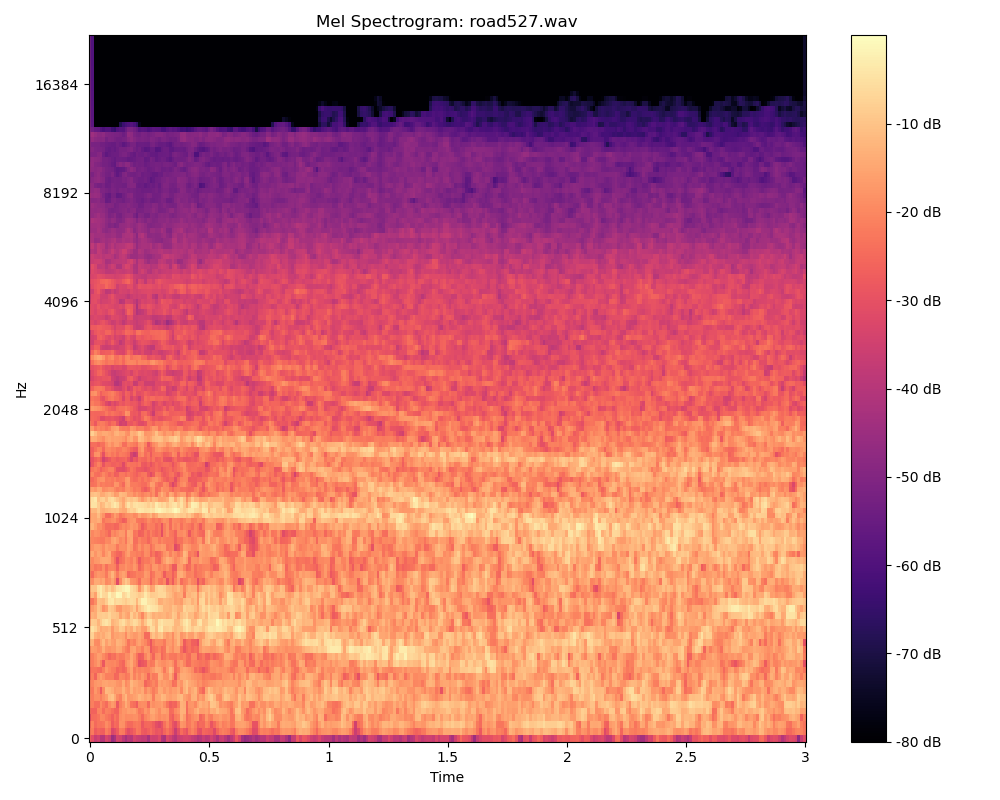 Mel Spectrogram: road527.wav
16384
8192
4096
2048
1024
512
0
Hz
0
0.5
1
1.5
2
2.5
3
Time
-10 dB
-20 dB
-30 dB
-40 dB
-50 dB
-60 dB
-70 dB
-80 dB